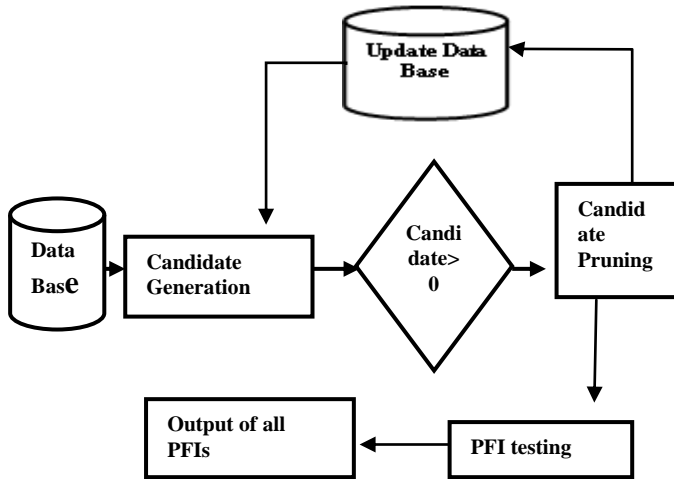 Update Data
Base
Data
Base
Candidate
Generation
Candi
date>
0
Candid
ate
Pruning
Output of all
PFIs
PFI testing